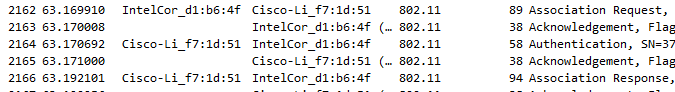 2162 63.169910 IntelCor_d1:b6:4f Cisco-Li_f7:1d:51 802.11 89 Association Request,
2163 63.170008 IntelCor_d1:b6:4f (… 802.11 38 Acknowledgement, Flag
2164 63.170692 Cisco-Li_f7:1d:51 IntelCor_d1:b6:4f 802.11 58 Authentication, SN=37
2165 63.171000 Cisco-Li_f7:1d:51 (… 802.11 38 Acknowledgement, Flag
2166 63.192101 Cisco-Li_f7:1d:51 IntelCor_d1:b6:4f 802.11 94 Association Response,